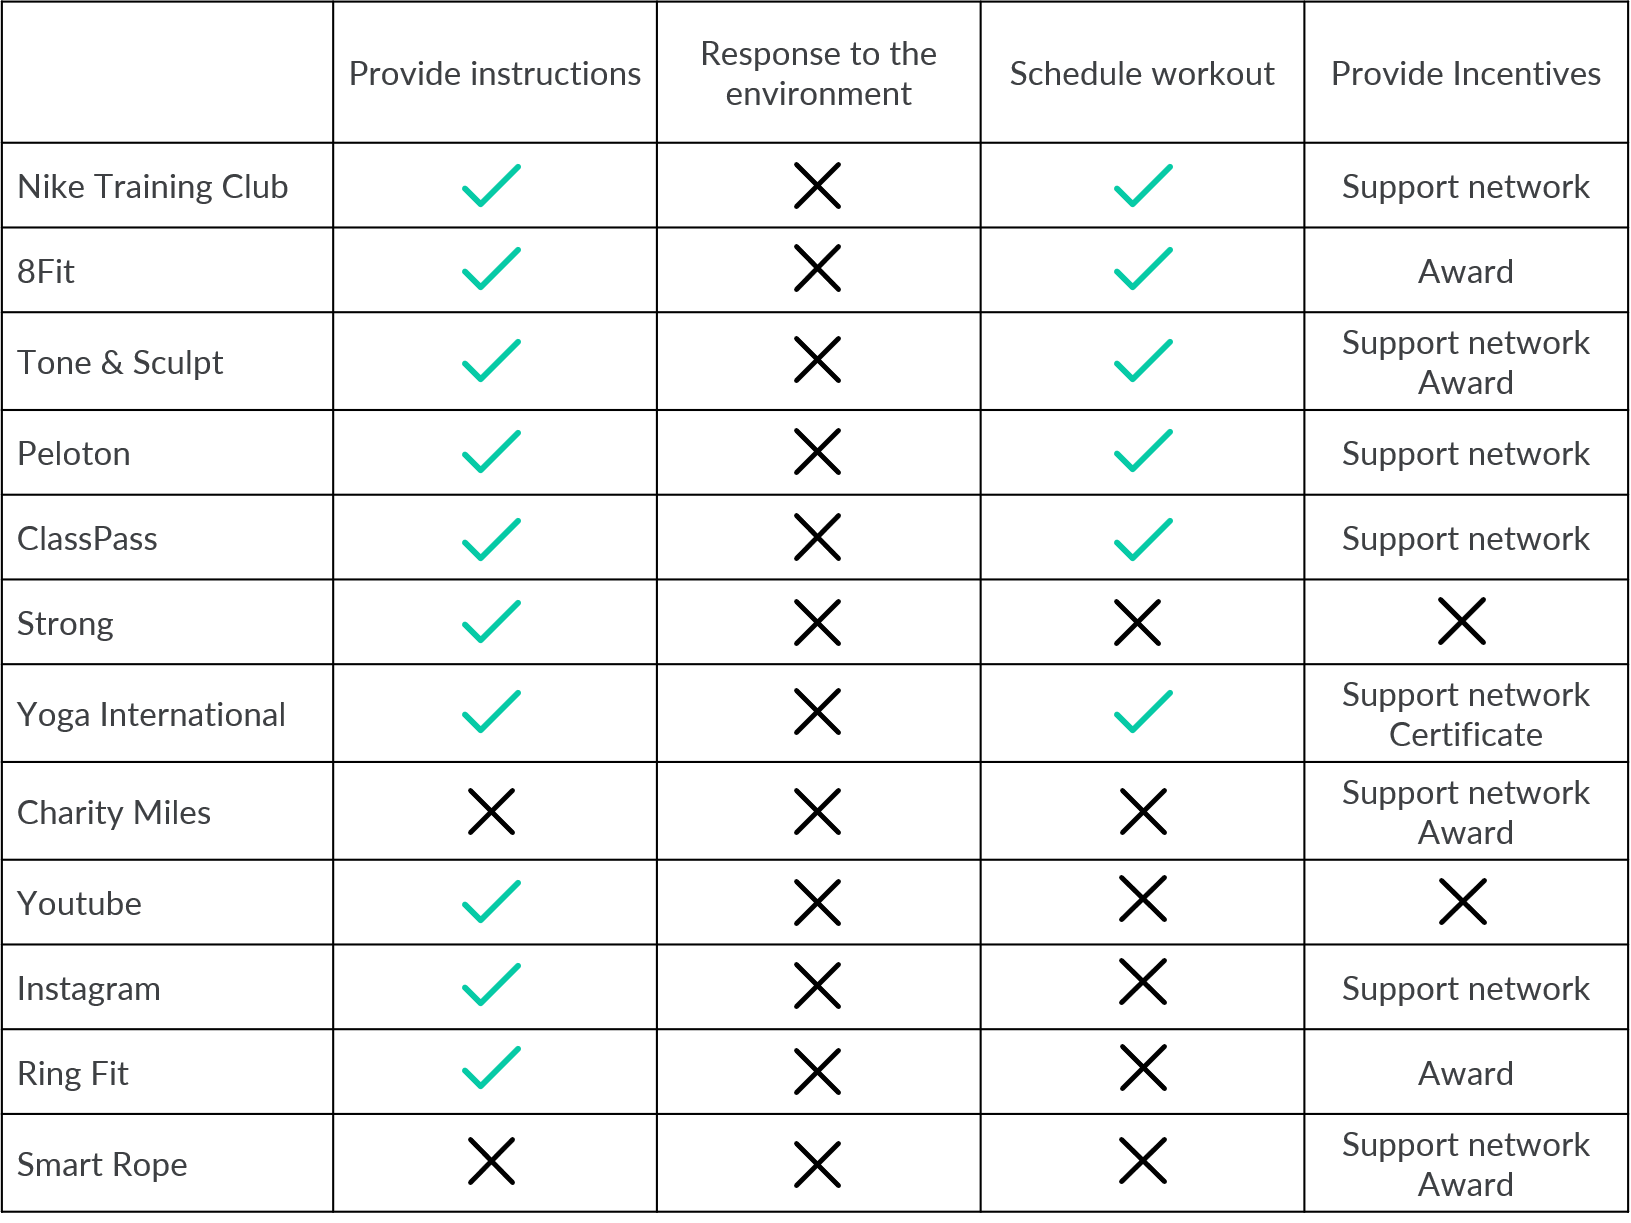 Provide instructions
Response to the
environment
Schedule workout
Provide Incentives
Nike Training Club
Support network
8Fit
Award
Tone & Sculpt
Support network
Award
Peloton
Support network
ClassPass
Support network
Strong
Yoga International
Support network
Certificate
Charity Miles
Support network
Award
Youtube
Instagram
Support network
Ring Fit
Award
Smart Rope
Support network
Award